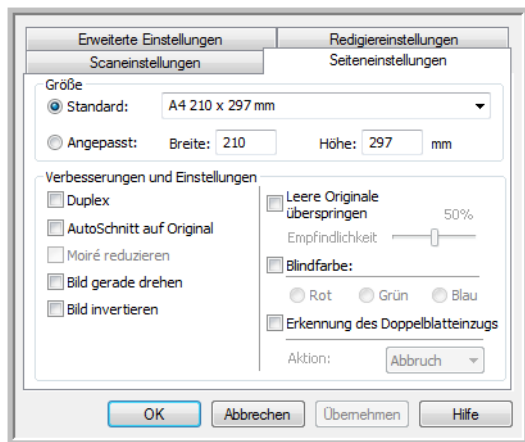 Erweiterte Einstellungen Redigiereinstellungen
Scaneinstellungen Seiteneinstellungen
Größe
Standard: A4 210 x 297 mm
Angepasst: Breite: 210 Höhe: 297 mm
Verbesserungen und Einstellungen
Duplex
AutoSchnitt auf Original
Moiré reduzieren
Bild gerade drehen
Bild invertieren
Leere Originale
überspringen 50%
Empfindlichkeit
Blindfarbe:
Rot Grün Blau
Erkennung des Doppelblatteinzugs
Aktion: Abbruch
OK Abbrechen Übernehmen Hilfe